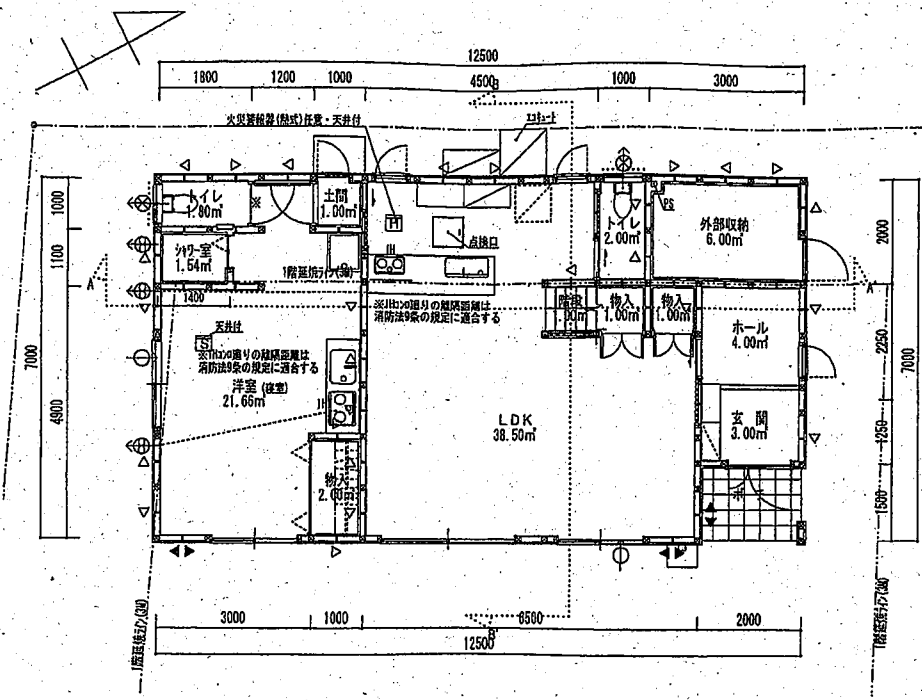 12500
1800
1200
1000
4500
1000
3000
B
火災警報器(熱式)任意・天井付
エコキュート
1000
1100
4900
7000
トイレ
1.80㎡
※
土間
1.00㎡
H
点検口
トイレ
2.00㎡
PS
外部収納
6.00㎡
2000
2250
1250
1500
7000
シャワー室
1.54㎡
1階延焼ライン(3M)
IH
A
A
1400
※IHコンロ廻りの離隔距離は
消防法9条の規定に適合する
階段
物入
1.00㎡
物入
1.00㎡
ホール
4.00㎡
天井付
S
※IHコンロ廻りの離隔距離は
消防法9条の規定に適合する
洋室(寝室)
21.66㎡
IH
LDK
38.50㎡
玄関
3.00㎡
物入
2.00㎡
1階延焼ライン(3M)
1階延焼ライン(3M)
3000
1000
6500
2000
B
12500